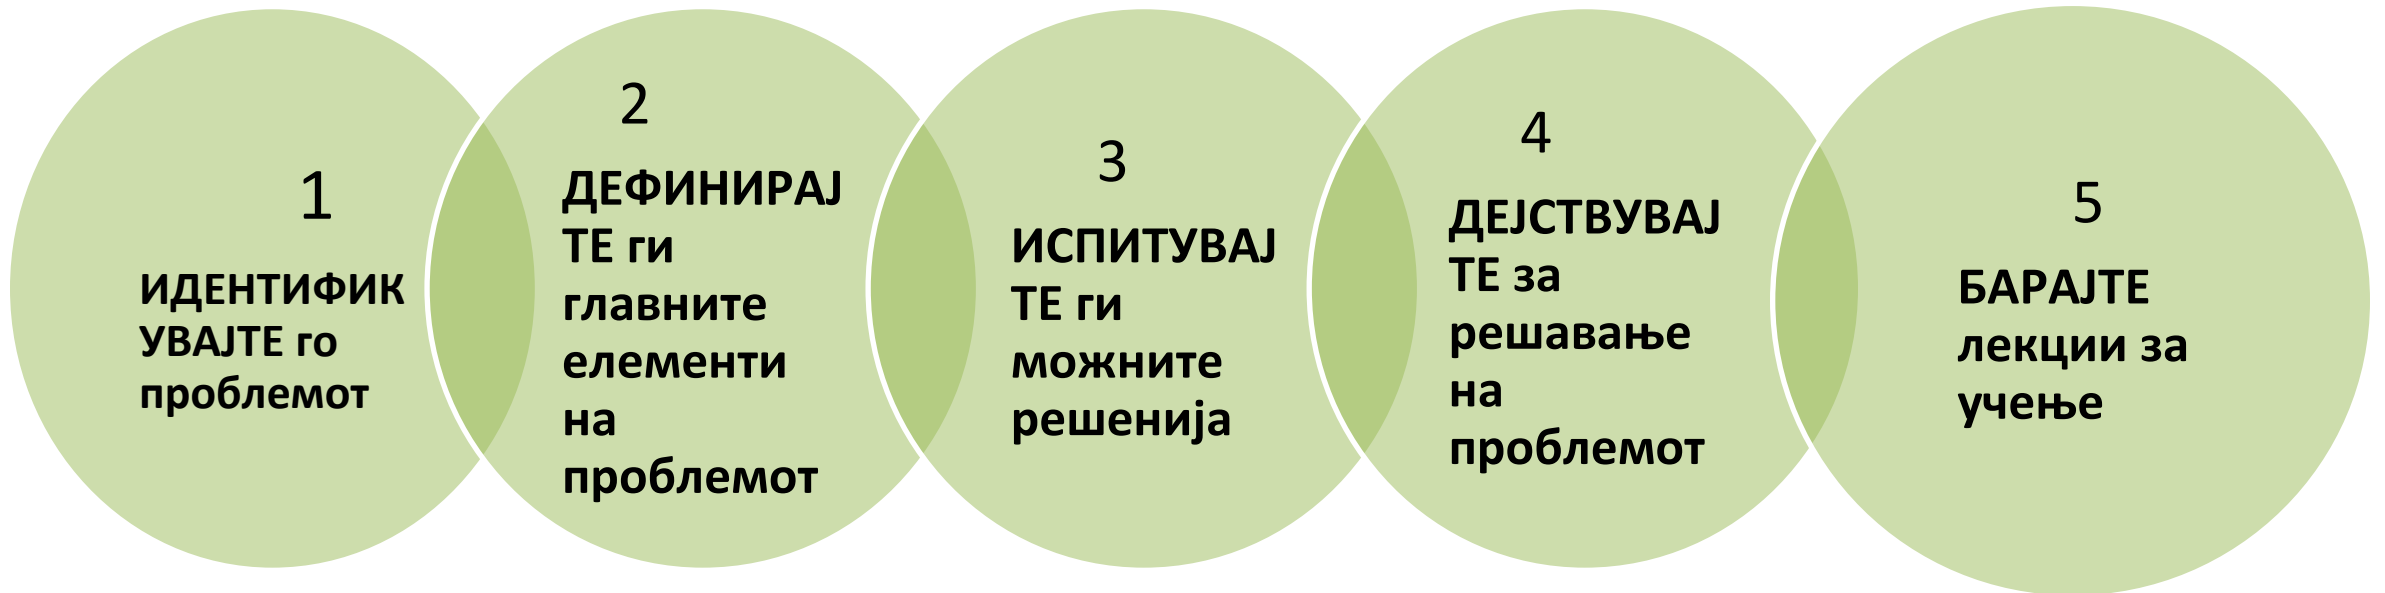 1
ИДЕНТИФИК
УВАЈТЕ го
проблемот
2
ДЕФИНИРАЈ
ТЕ ги
главните
елементи
на
проблемот
3
ИСПИТУВАЈ
ТЕ ги
можните
решенија
4
ДЕЈСТВУВАЈ
ТЕ за
решавање
на
проблемот
5
БАРАЈТЕ
лекции за
учење